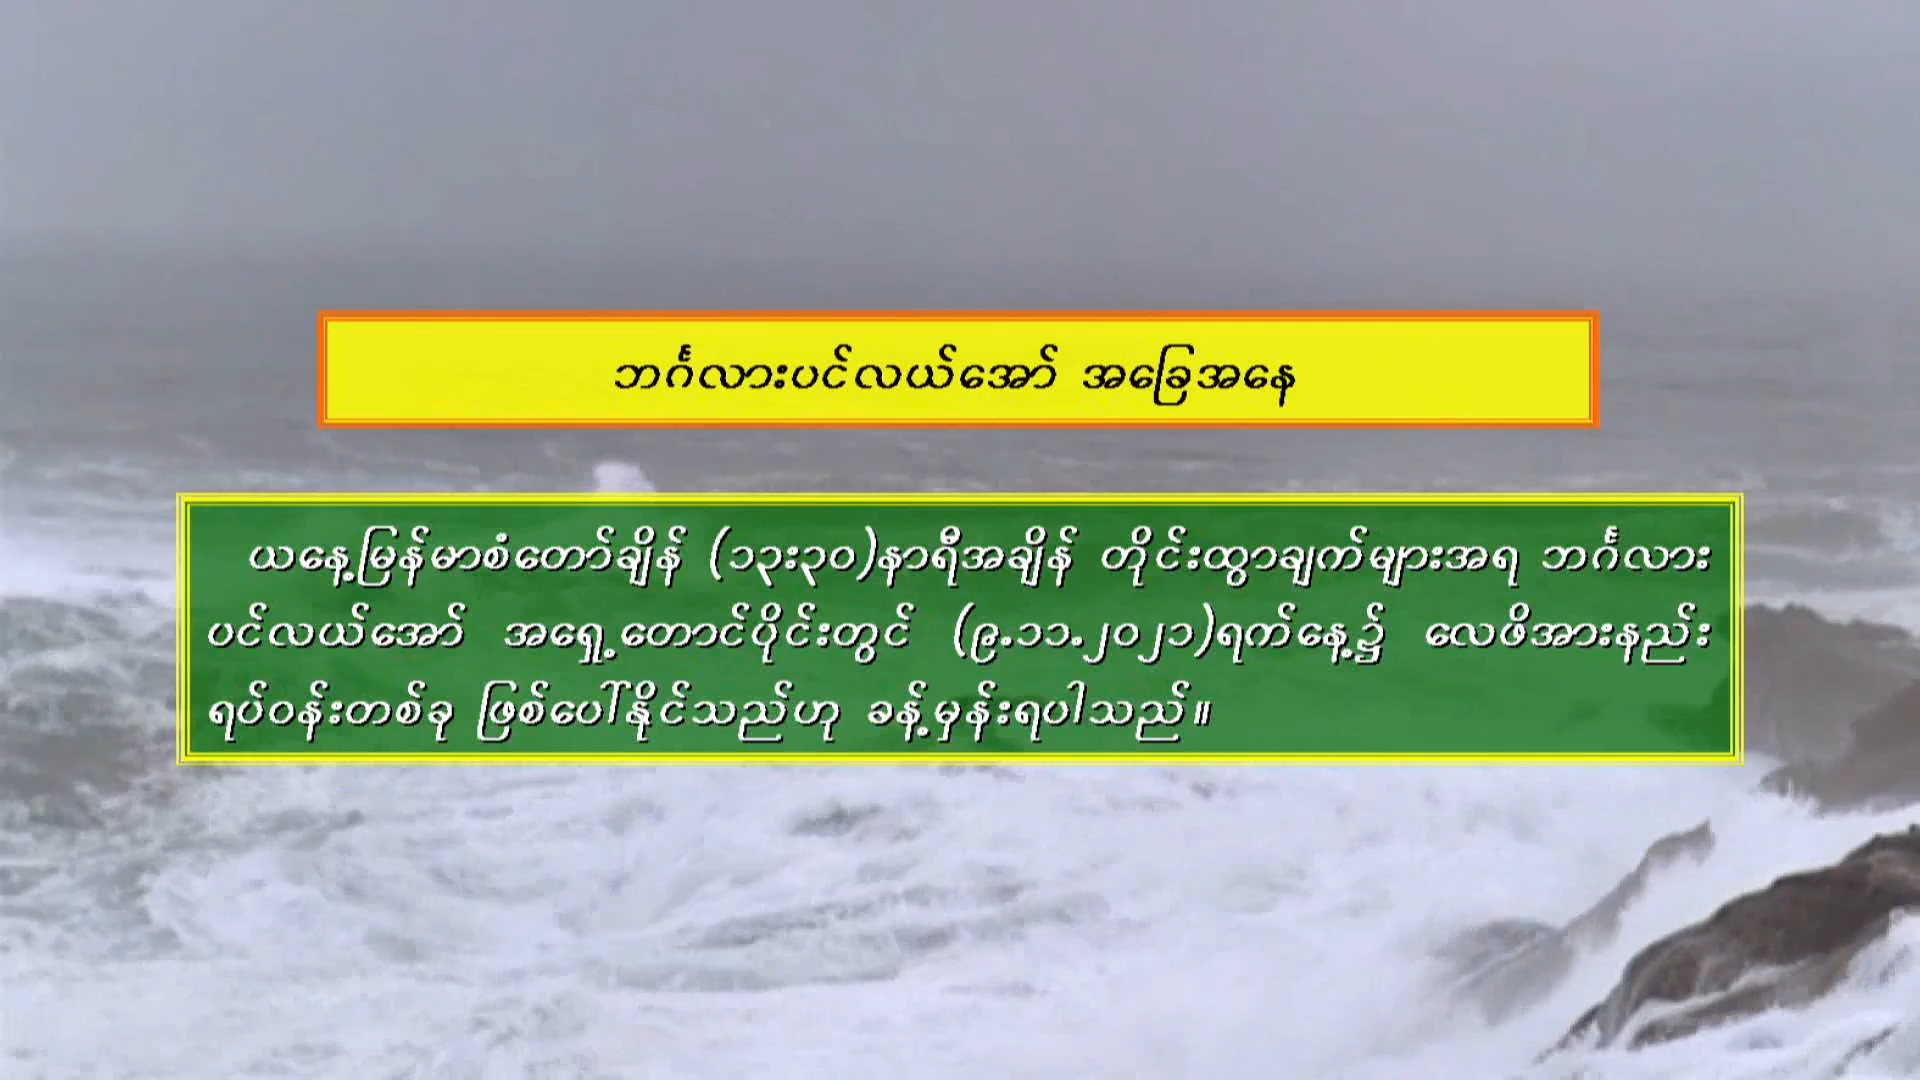 ဘင်္ဂလားပင်လယ်အော် အခြေအနေ
ယနေ့မြန်မာစံတော်ချိန် (၁၃း၃၀)နာရီအချိန် တိုင်းထွာချက်များအရ ဘင်္ဂလား
ပင်လယ်အော် အရှေ့တောင်ပိုင်းတွင် (၉.၁၁.၂၀၂၁)ရက်နေ့၌ လေဖိအားနည်း
ရပ်ဝန်းတစ်ခု ဖြစ်ပေါ်နိုင်သည်ဟု ခန့်မှန်းရပါသည်။